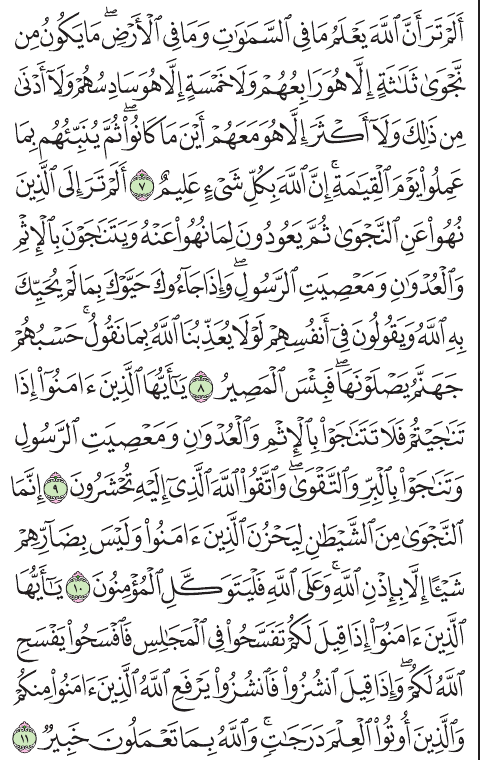 أَلَمْ تَرَ أَنَّ ٱللَّهَ يَعْلَمُ مَا فِى ٱلسَّمَـٰوَٰتِ وَمَا فِى ٱلْأَرْضِ ۖ مَا يَكُونُ مِن
نَّجْوَىٰ ثَلَـٰثَةٍ إِلَّا هُوَ رَابِعُهُمْ وَلَا خَمْسَةٍ إِلَّا هُوَ سَادِسُهُمْ وَلَآ أَدْنَىٰ
مِن ذَٰلِكَ وَلَآ أَكْثَرَ إِلَّا هُوَ مَعَهُمْ أَيْنَ مَا كَانُوا۟ ۖ ثُمَّ يُنَبِّئُهُم بِمَا
عَمِلُوا۟ يَوْمَ ٱلْقِيَـٰمَةِ ۚ إِنَّ ٱللَّهَ بِكُلِّ شَىْءٍ عَلِيمٌ ٧ أَلَمْ تَرَ إِلَى ٱلَّذِينَ
نُهُوا۟ عَنِ ٱلنَّجْوَىٰ ثُمَّ يَعُودُونَ لِمَا نُهُوا۟ عَنْهُ وَيَتَنَـٰجَوْنَ بِٱلْإِثْمِ
وَٱلْعُدْوَٰنِ وَمَعْصِيَتِ ٱلرَّسُولِ ۖ وَإِذَا جَآءُوكَ حَيَّوْكَ بِمَا لَمْ يُحَيِّكَ
بِهِ ٱللَّهُ وَيَقُولُونَ فِىٓ أَنفُسِهِمْ لَوْلَا يُعَذِّبُنَا ٱللَّهُ بِمَا نَقُولُ ۚ حَسْبُهُمْ
جَهَنَّمُ يَصْلَوْنَهَا ۖ فَبِئْسَ ٱلْمَصِيرُ ٨ يَـٰٓأَيُّهَا ٱلَّذِينَ ءَامَنُوٓا۟ إِذَا
تَنَـٰجَيْتُمْ فَلَا تَتَنَـٰجَوْا۟ بِٱلْإِثْمِ وَٱلْعُدْوَٰنِ وَمَعْصِيَتِ ٱلرَّسُولِ
وَتَنَـٰجَوْا۟ بِٱلْبِرِّ وَٱلتَّقْوَىٰ ۖ وَٱتَّقُوا۟ ٱللَّهَ ٱلَّذِىٓ إِلَيْهِ تُحْشَرُونَ ٩ إِنَّمَا
ٱلنَّجْوَىٰ مِنَ ٱلشَّيْطَـٰنِ لِيَحْزُنَ ٱلَّذِينَ ءَامَنُوا۟ وَلَيْسَ بِضَآرِّهِمْ
شَيْـًٔا إِلَّا بِإِذْنِ ٱللَّهِ ۚ وَعَلَى ٱللَّهِ فَلْيَتَوَكَّلِ ٱلْمُؤْمِنُونَ ١٠ يَـٰٓأَيُّهَا
ٱلَّذِينَ ءَامَنُوٓا۟ إِذَا قِيلَ لَكُمْ تَفَسَّحُوا۟ فِى ٱلْمَجَـٰلِسِ فَٱفْسَحُوا۟ يَفْسَحِ
ٱللَّهُ لَكُمْ ۖ وَإِذَا قِيلَ ٱنشُزُوا۟ فَٱنشُزُوا۟ يَرْفَعِ ٱللَّهُ ٱلَّذِينَ ءَامَنُوا۟ مِنكُمْ
وَٱلَّذِينَ أُوتُوا۟ ٱلْعِلْمَ دَرَجَـٰتٍ ۚ وَٱللَّهُ بِمَا تَعْمَلُونَ خَبِيرٌ ١١